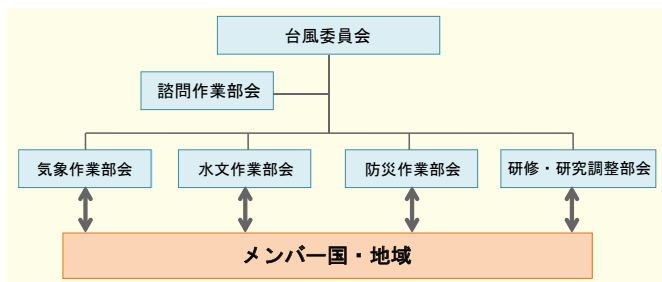 台風委員会
諮問作業部会
気象作業部会
水文作業部会
防災作業部会
研修・研究調整部会
メンバー国・地域